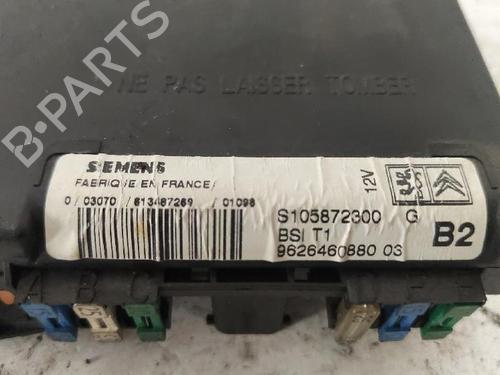 NE PAS LAISSER TOMBER
B-PARTS
SIEMENS
FABRIQUE EN FRANCE
0 / 03070 / 613487269 / 01098
12V
S105872300 G
BSI T1
9626460880 03
B2